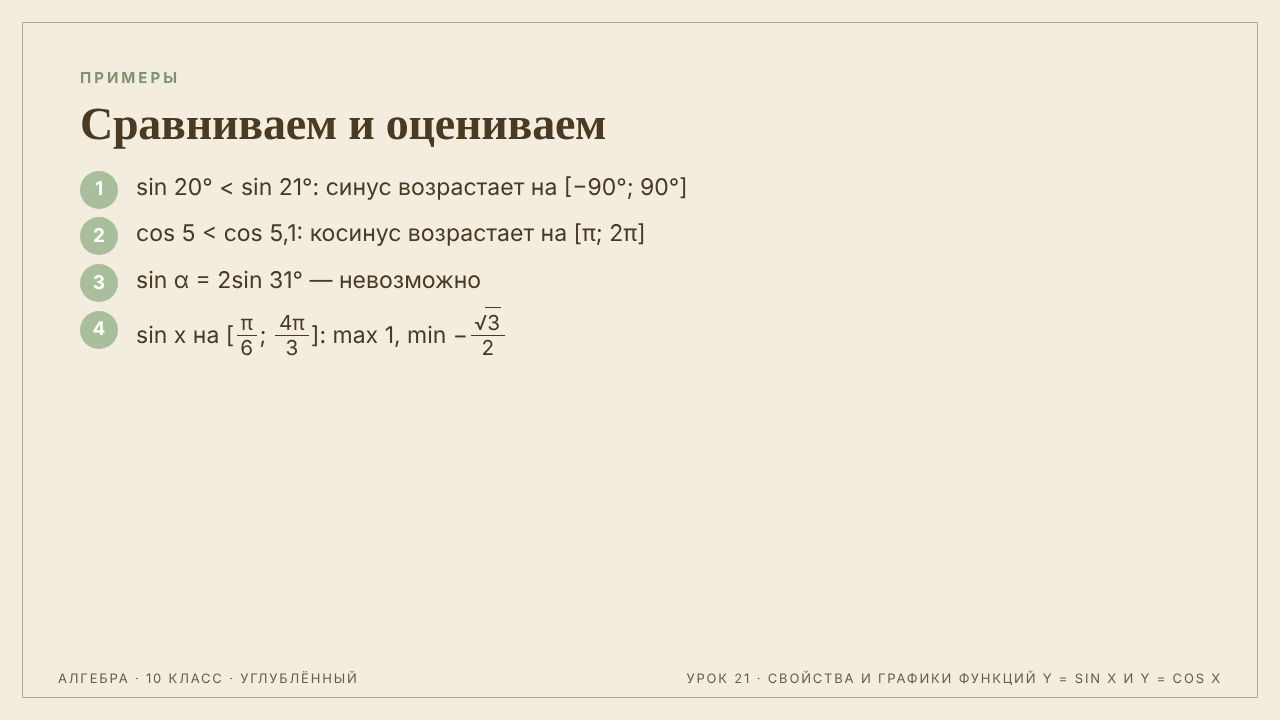 ПРИМЕРЫ
Сравниваем и оцениваем
1 sin 20° < sin 21°: синус возрастает на [−90°; 90°]
2 cos 5 < cos 5,1: косинус возрастает на [π; 2π]
3 sin α = 2sin 31° — невозможно
4 sin x на [π/6; 4π/3]: max 1, min −√3/2
АЛГЕБРА · 10 КЛАСС · УГЛУБЛЁННЫЙ
УРОК 21 · СВОЙСТВА И ГРАФИКИ ФУНКЦИЙ Y = SIN X И Y = COS X